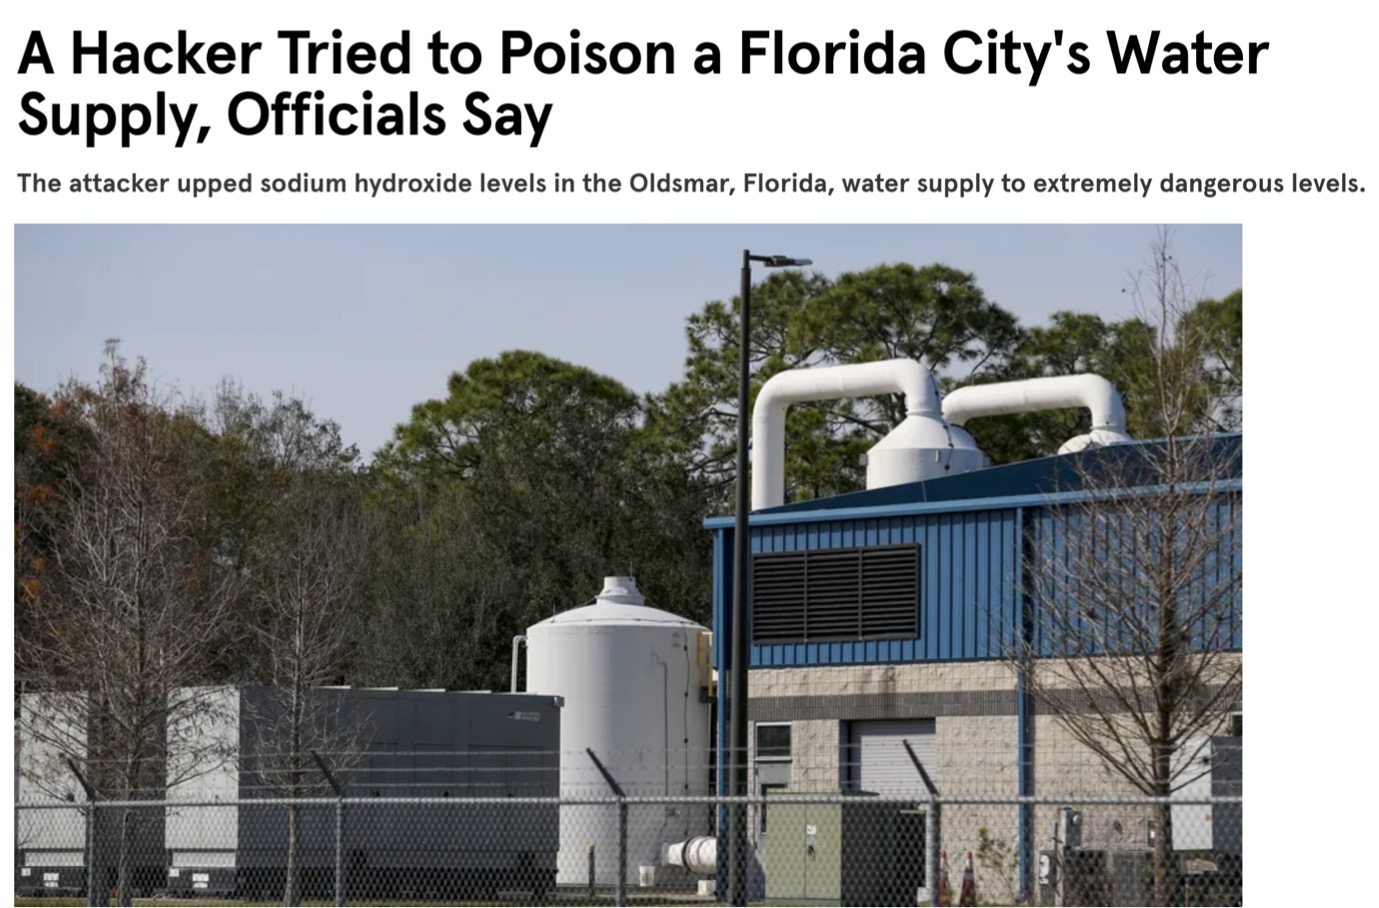 A Hacker Tried to Poison a Florida City's Water
Supply, Officials Say
The attacker upped sodium hydroxide levels in the Oldsmar, Florida, water supply to extremely dangerous levels.